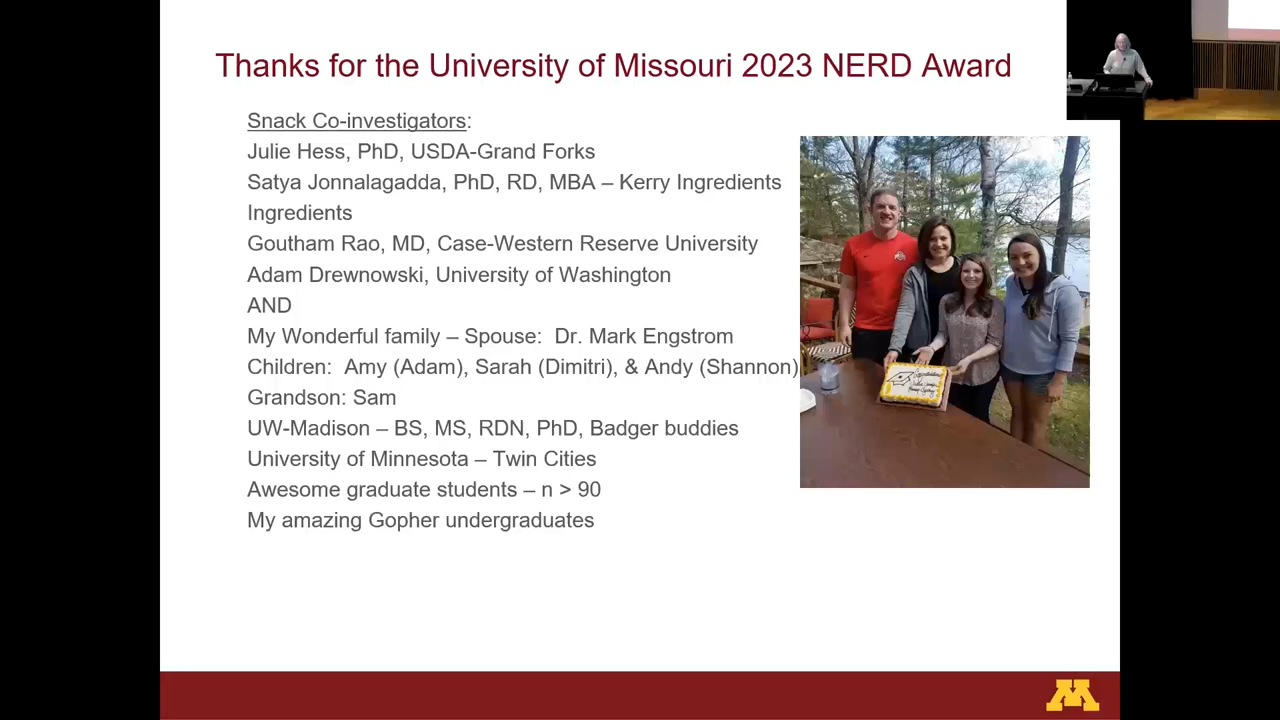 Thanks for the University of Missouri 2023 NERD Award
Snack Co-investigators:
Julie Hess, PhD, USDA-Grand Forks
Satya Jonnalagadda, PhD, RD, MBA – Kerry Ingredients
Ingredients
Goutham Rao, MD, Case-Western Reserve University
Adam Drewnowski, University of Washington
AND
My Wonderful family – Spouse:  Dr. Mark Engstrom
Children:  Amy (Adam), Sarah (Dimitri), & Andy (Shannon)
Grandson: Sam
UW-Madison – BS, MS, RDN, PhD, Badger buddies
University of Minnesota – Twin Cities
Awesome graduate students – n > 90
My amazing Gopher undergraduates
M